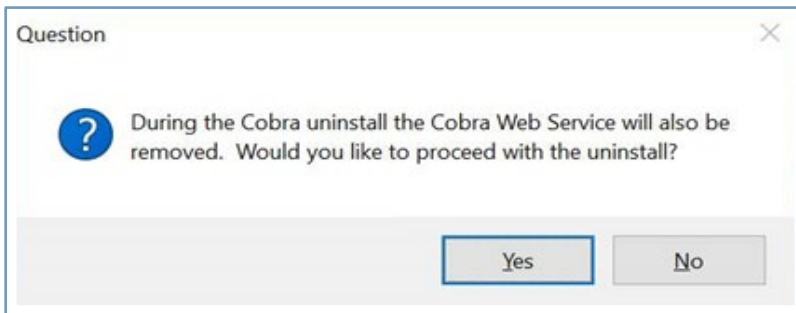 Question
During the Cobra uninstall the Cobra Web Service will also be
removed.  Would you like to proceed with the uninstall?
Yes
No